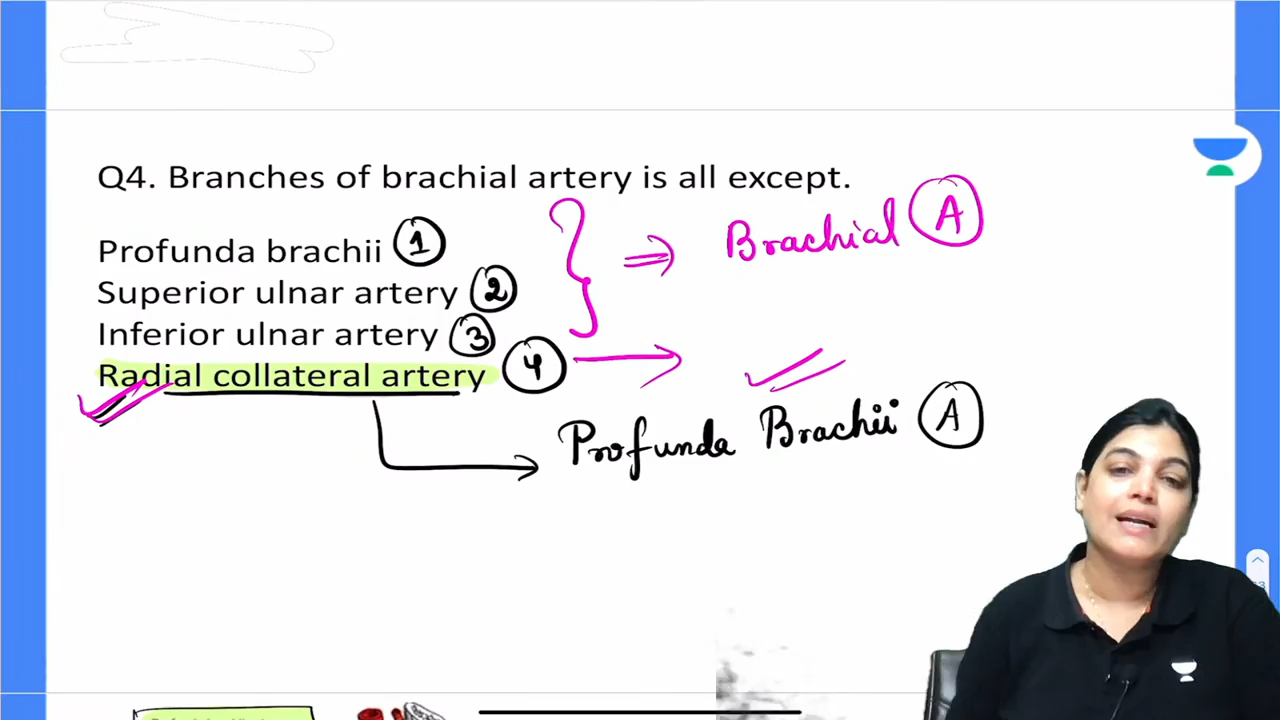 Q4. Branches of brachial artery is all except.
Profunda brachii 1
Superior ulnar artery 2
Inferior ulnar artery 3
Radial collateral artery 4
Brachial A
Profunda Brachii A